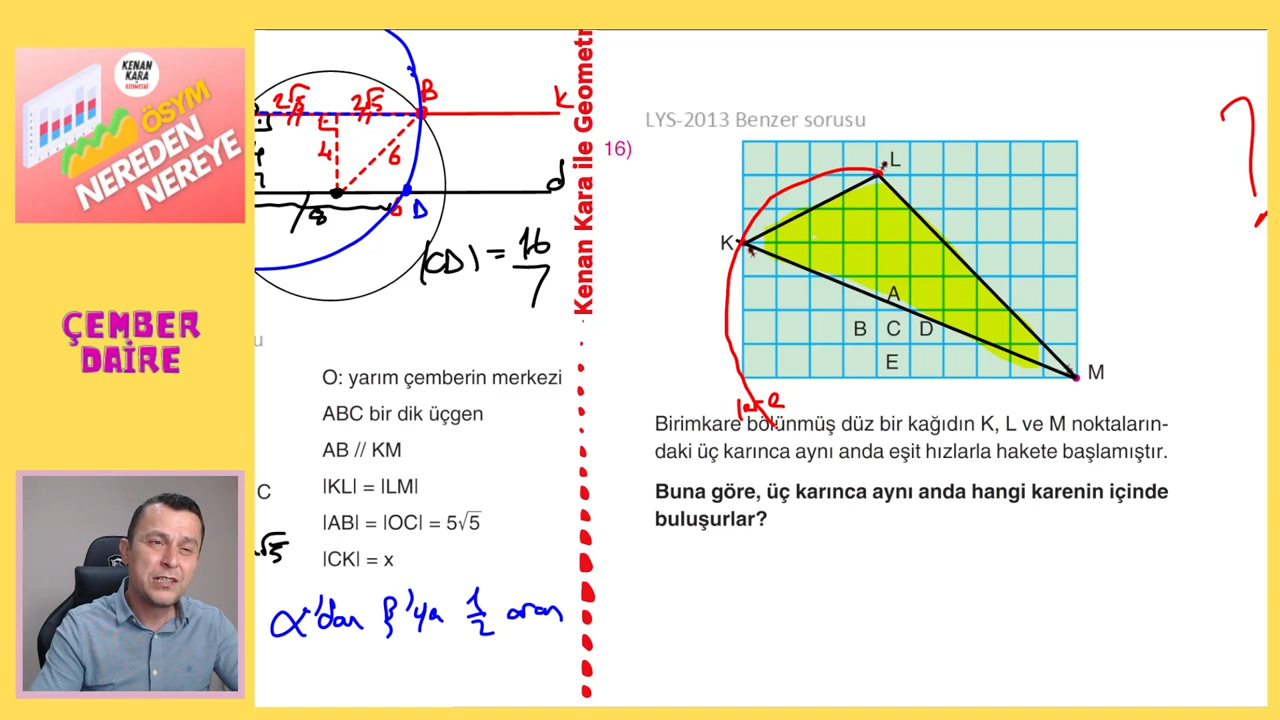 KENAN
KARA
GEOMETRİ
ÖSYM
NEREDEN
NEREYE
ÇEMBER
DAİRE
2√5 2√5 B K
4 6
8 D d
|CD| = 16/7
C
√5
O: yarım çemberin merkezi
ABC bir dik üçgen
AB // KM
|KL| = |LM|
|AB| = |OC| = 5√5
|CK| = x
α'dan β'ya 1/2 oran
Kenan Kara ile Geometri
LYS-2013 Benzer sorusu
16)
L
K
A
B C D
E
M
Birimkare bölünmüş düz bir kağıdın K, L ve M noktaların-
daki üç karınca aynı anda eşit hızlarla hakete başlamıştır.
Buna göre, üç karınca aynı anda hangi karenin içinde
buluşurlar?
?